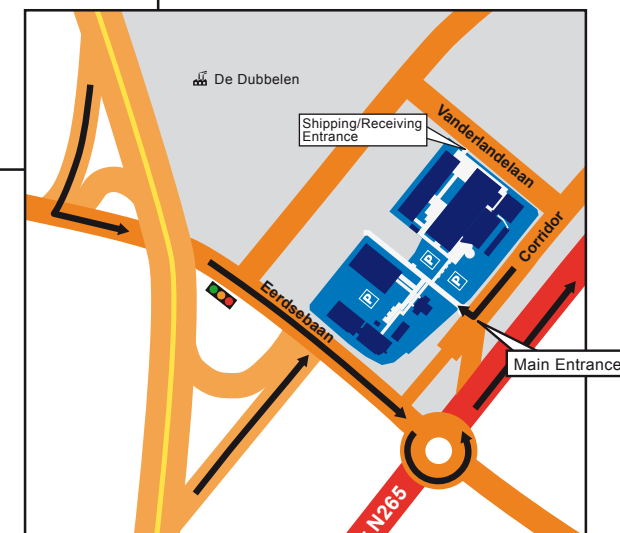 De Dubbelen
Shipping/Receiving
Entrance
Vanderlandelaan
Corridor
P
P
P
Eerdsebaan
Main Entrance
N265